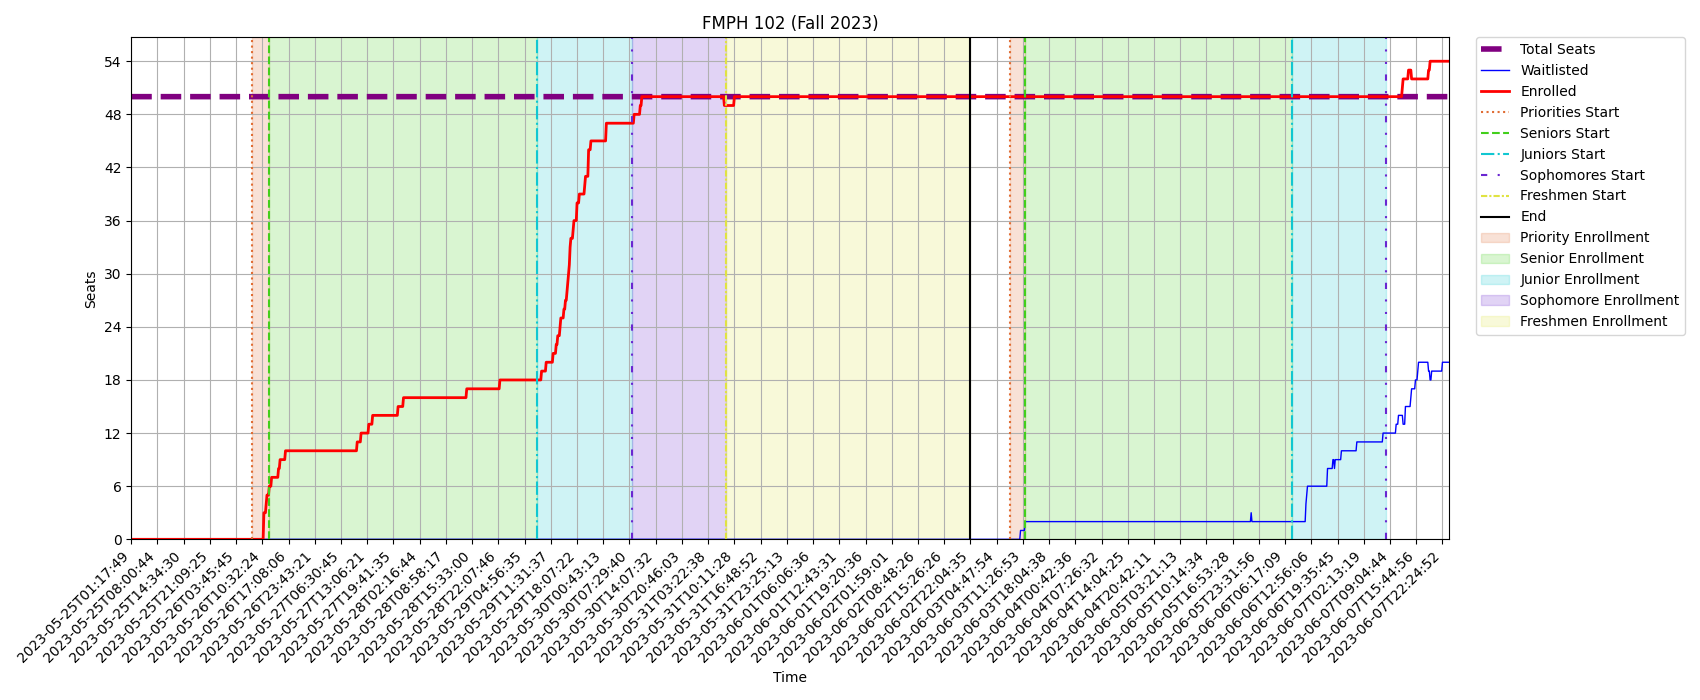 FMPH 102 (Fall 2023)
Seats
54
48
42
36
30
24
18
12
6
0
2023-05-25T01:17:49
2023-05-25T08:00:44
2023-05-25T14:34:30
2023-05-25T21:09:25
2023-05-26T03:45:45
2023-05-26T10:32:24
2023-05-26T17:08:06
2023-05-26T23:43:21
2023-05-27T06:30:45
2023-05-27T13:06:21
2023-05-27T19:41:35
2023-05-28T02:16:44
2023-05-28T08:58:17
2023-05-28T15:33:00
2023-05-28T22:07:46
2023-05-29T04:56:35
2023-05-29T11:31:37
2023-05-29T18:07:22
2023-05-30T00:43:13
2023-05-30T07:29:40
2023-05-30T14:07:32
2023-05-30T20:46:03
2023-05-31T03:22:38
2023-05-31T10:11:28
2023-05-31T16:48:52
2023-05-31T23:25:13
2023-06-01T06:06:36
2023-06-01T12:43:31
2023-06-01T19:20:36
2023-06-02T01:59:01
2023-06-02T08:48:26
2023-06-02T15:26:26
2023-06-02T22:04:35
2023-06-03T04:47:54
2023-06-03T11:26:53
2023-06-03T18:04:38
2023-06-04T00:42:36
2023-06-04T07:26:32
2023-06-04T14:04:25
2023-06-04T20:42:11
2023-06-05T03:21:13
2023-06-05T10:14:34
2023-06-05T16:53:28
2023-06-05T23:31:56
2023-06-06T06:17:09
2023-06-06T12:56:06
2023-06-06T19:35:45
2023-06-07T02:13:19
2023-06-07T09:04:44
2023-06-07T15:44:56
2023-06-07T22:24:52
Time
Total Seats
Waitlisted
Enrolled
Priorities Start
Seniors Start
Juniors Start
Sophomores Start
Freshmen Start
End
Priority Enrollment
Senior Enrollment
Junior Enrollment
Sophomore Enrollment
Freshmen Enrollment